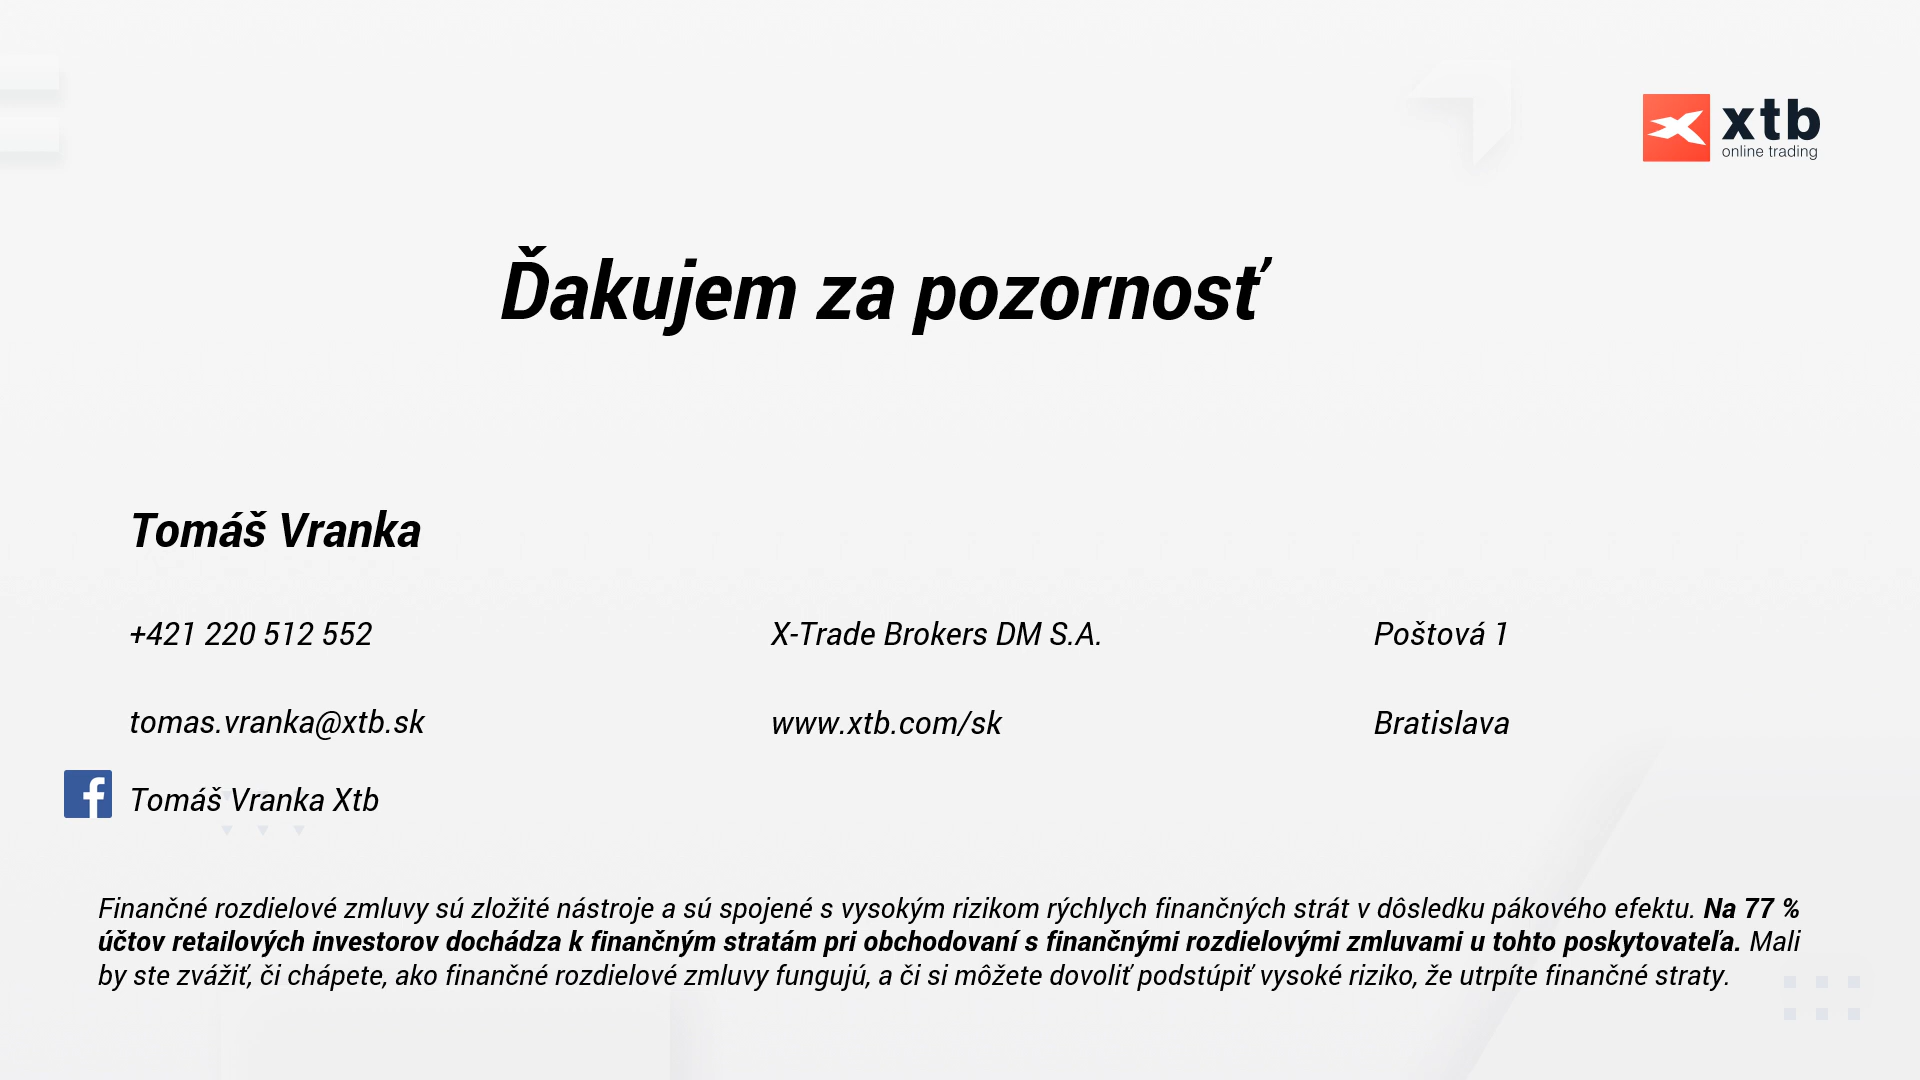 xtb
online trading
Ďakujem za pozornosť
Tomáš Vranka
+421 220 512 552
X-Trade Brokers DM S.A.
Poštová 1
tomas.vranka@xtb.sk
www.xtb.com/sk
Bratislava
Tomáš Vranka Xtb
Finančné rozdielové zmluvy sú zložité nástroje a sú spojené s vysokým rizikom rýchlych finančných strát v dôsledku pákového efektu. Na 77 %
účtov retailových investorov dochádza k finančným stratám pri obchodovaní s finančnými rozdielovými zmluvami u tohto poskytovateľa. Mali
by ste zvážiť, či chápete, ako finančné rozdielové zmluvy fungujú, a či si môžete dovoliť podstúpiť vysoké riziko, že utrpíte finančné straty.